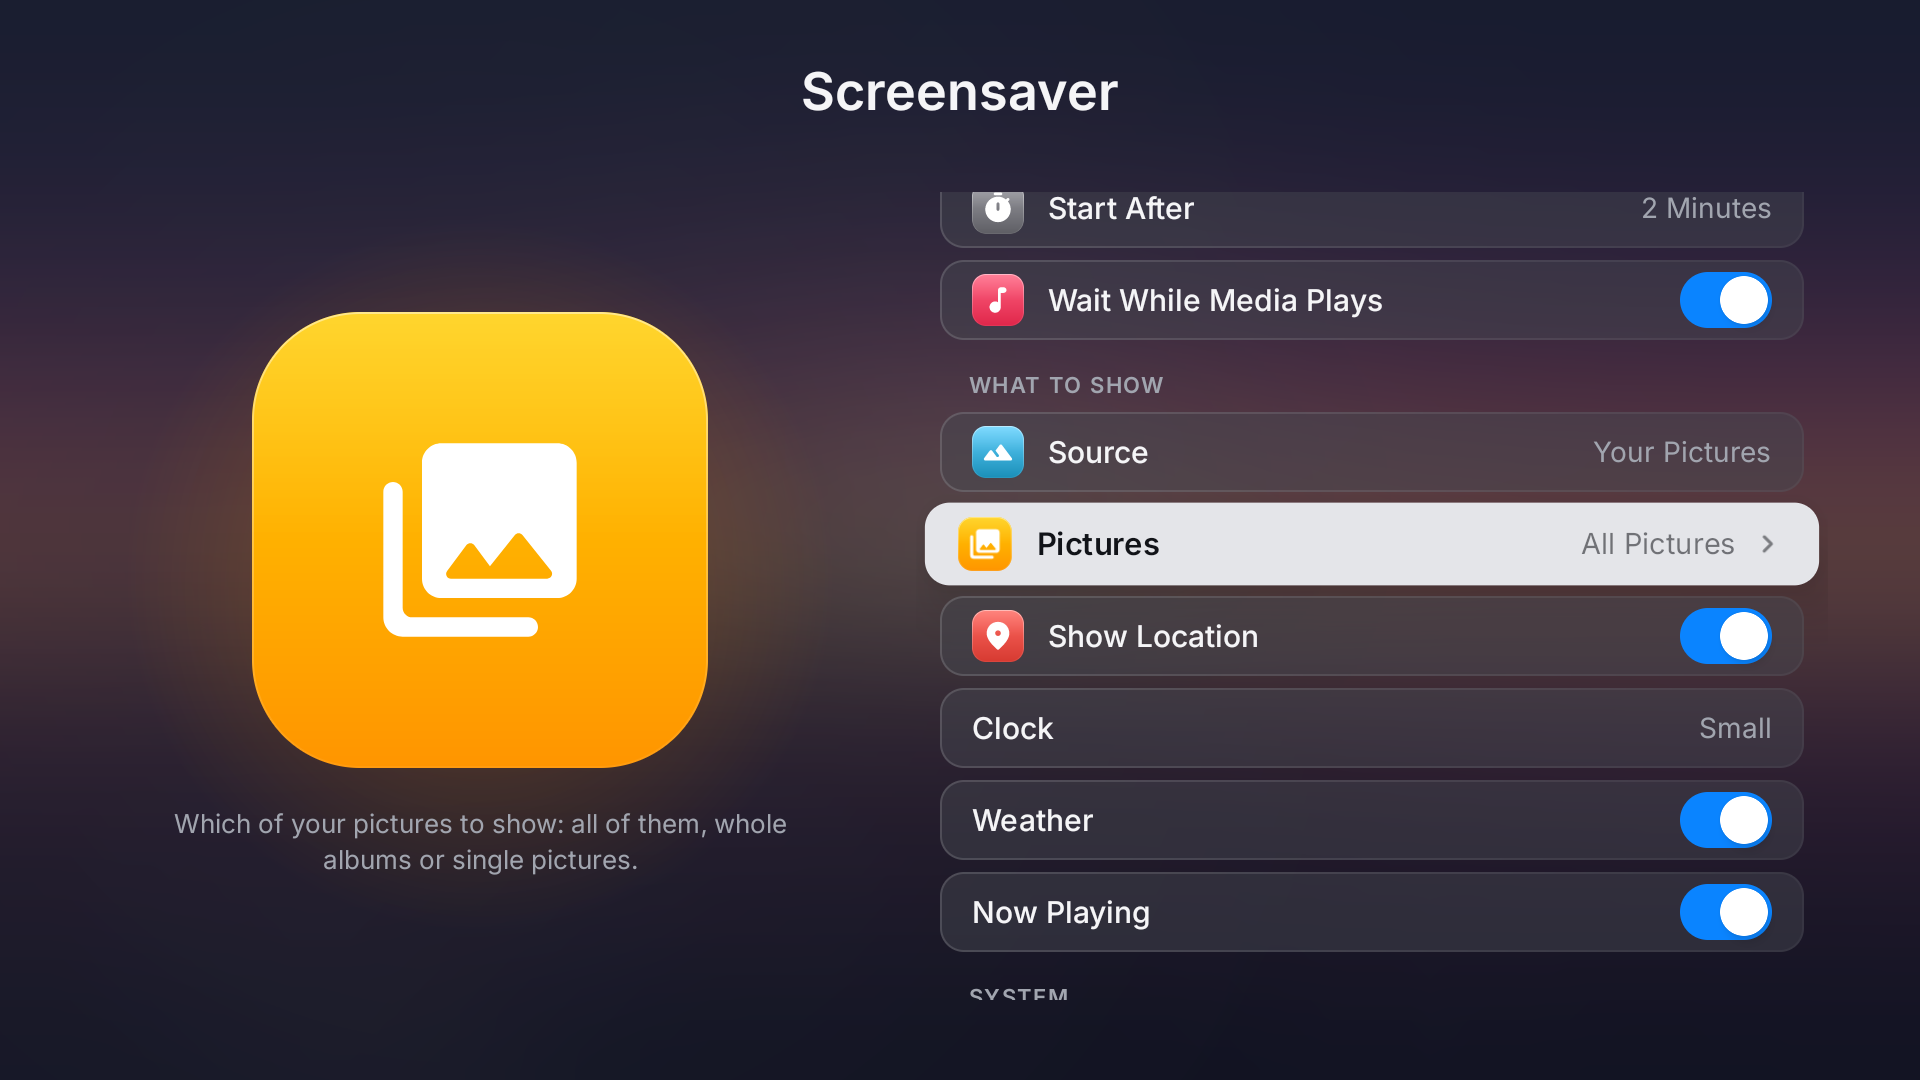 Screensaver
Start After
2 Minutes
Wait While Media Plays
WHAT TO SHOW
Source
Your Pictures
Pictures
All Pictures
Show Location
Clock
Small
Weather
Now Playing
SYSTEM
Which of your pictures to show: all of them, whole
albums or single pictures.